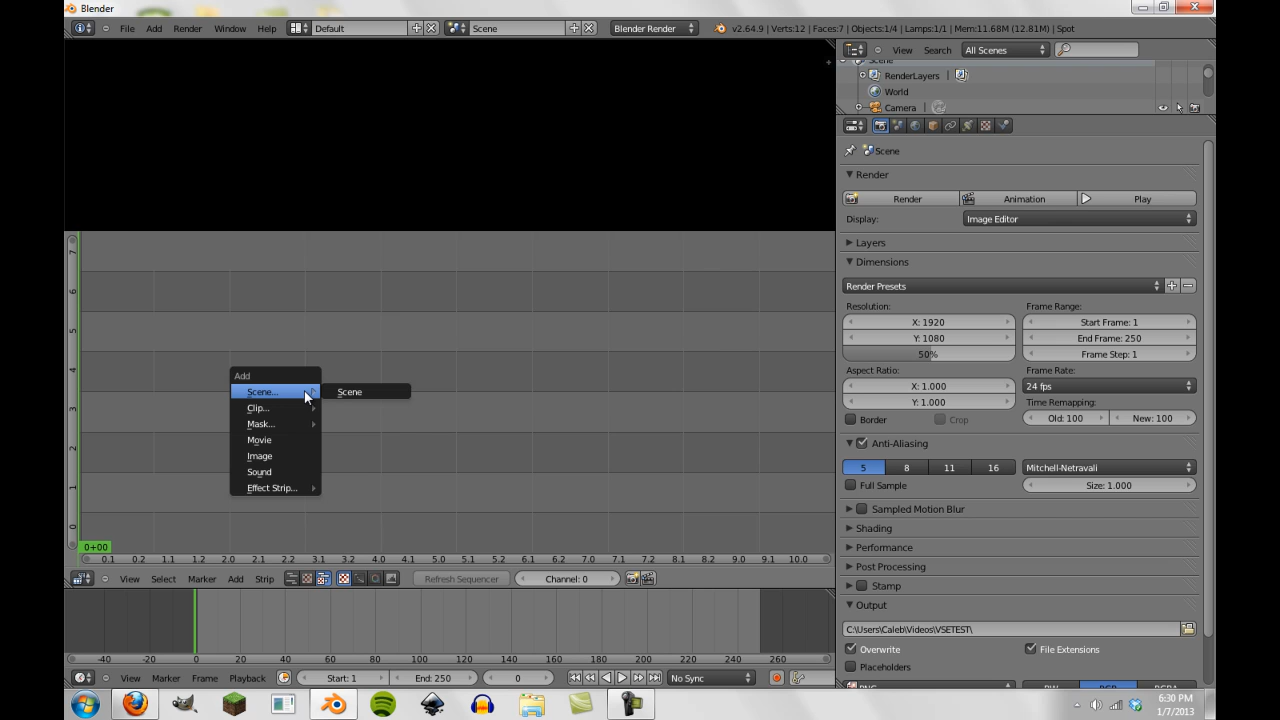 Blender
File Add Render Window Help Default Scene Blender Render v2.64.9 | Verts:12 | Faces:7 | Objects:1/4 | Lamps:1/1 | Mem:11.68M (12.81M) | Spot
View Search All Scenes
Scene
RenderLayers |
World
Camera |
Scene
Render
Render Animation Play
Display: Image Editor
Layers
Dimensions
Render Presets
Resolution: Frame Range:
X: 1920 Start Frame: 1
Y: 1080 End Frame: 250
50% Frame Step: 1
Aspect Ratio: Frame Rate:
X: 1.000 24 fps
Y: 1.000 Time Remapping:
Border Crop Old: 100 New: 100
Anti-Aliasing
5 8 11 16 Mitchell-Netravali
Full Sample Size: 1.000
Sampled Motion Blur
Shading
Performance
Post Processing
Stamp
Output
C:\Users\Caleb\Videos\VSETEST\
Overwrite File Extensions
Placeholders
7
6
5
4
3
2
1
0
Add
Scene... Scene
Clip...
Mask...
Movie
Image
Sound
Effect Strip...
0+00
0.1 0.2 1.1 1.2 2.0 2.1 2.2 3.1 3.2 4.0 4.1 5.0 5.1 5.2 6.0 6.1 7.0 7.1 8.1 8.2 9.1 9.2 10.0
View Select Marker Add Strip Refresh Sequencer Channel: 0
-40 -20 0 20 40 60 80 100 120 140 160 180 200 220 240 260
View Marker Frame Playback Start: 1 End: 250 0 No Sync
6:30 PM
1/7/2013